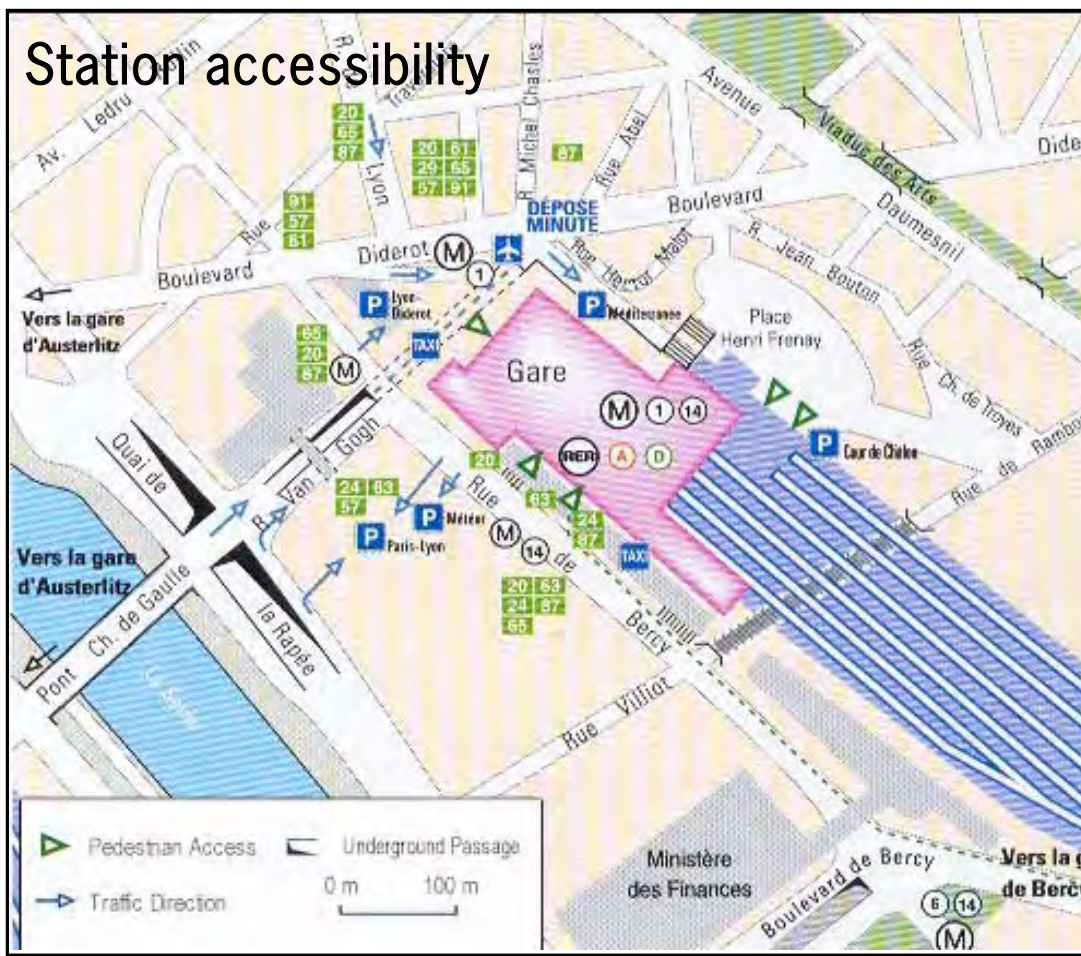 Station accessibility
R. de
Lyon
Av.
Ledru
Rollin
Traversière
R. Michel Chasles
Rue Abel
Avenue
Daumesnil
Viaduc des Arts
20
65
87
20 61
29 65
57 91
87
91
57
61
Rue
DÉPOSE
MINUTE
Boulevard
Diderot
M
1
Boulevard
Dide
Rue Hector Malot
R. Jean Bouton
Vers la gare
d'Austerlitz
P
Lyon-
Diderot
P
Méditerranée
Place
Henri Frenay
TAXI
65
20
87
M
Gare
M 1 14
RER A D
Rue Ch. de Troyes
P
Cour de Châlon
Rue de Rambo
Quai de
la Rapée
R. Van Gogh
20
63
24
87
24 63
57
P
Météor
P
Paris-Lyon
Rue
de
Bercy
M
14
TAXI
Vers la gare
d'Austerlitz
Pont Ch. de Gaulle
La Seine
20 63
24 87
65
Rue Villiot
Pedestrian Access
Underground Passage
Traffic Direction
0 m 100 m
Ministère
des Finances
Boulevard de Bercy
Vers la g
de Berc
6 14
M